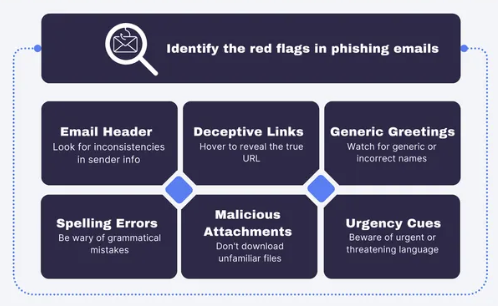 Identify the red flags in phishing emails
Email Header
Look for inconsistencies
in sender info
Deceptive Links
Hover to reveal the true
URL
Generic Greetings
Watch for generic or
incorrect names
Spelling Errors
Be wary of grammatical
mistakes
Malicious
Attachments
Don't download
unfamiliar files
Urgency Cues
Beware of urgent or
threatening language